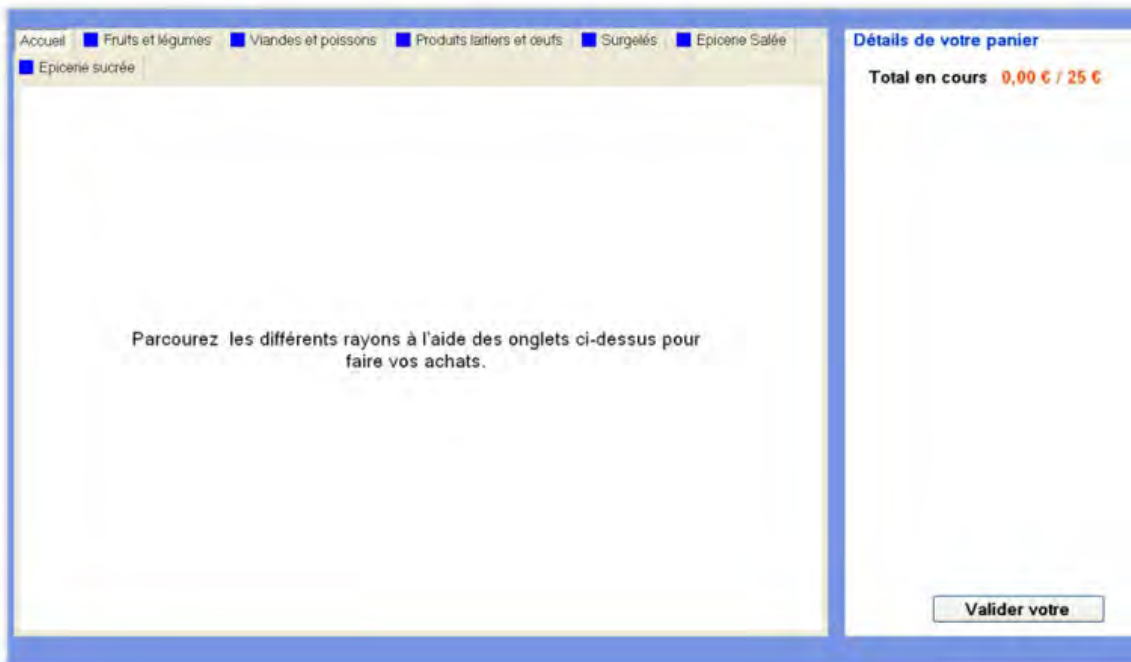 Accueil Fruits et légumes Viandes et poissons Produits laitiers et œufs Surgelés Epicerie Salée
Epicerie sucrée
Parcourez les différents rayons à l'aide des onglets ci-dessus pour
faire vos achats.
Détails de votre panier
Total en cours 0,00 € / 25 €
Valider votre